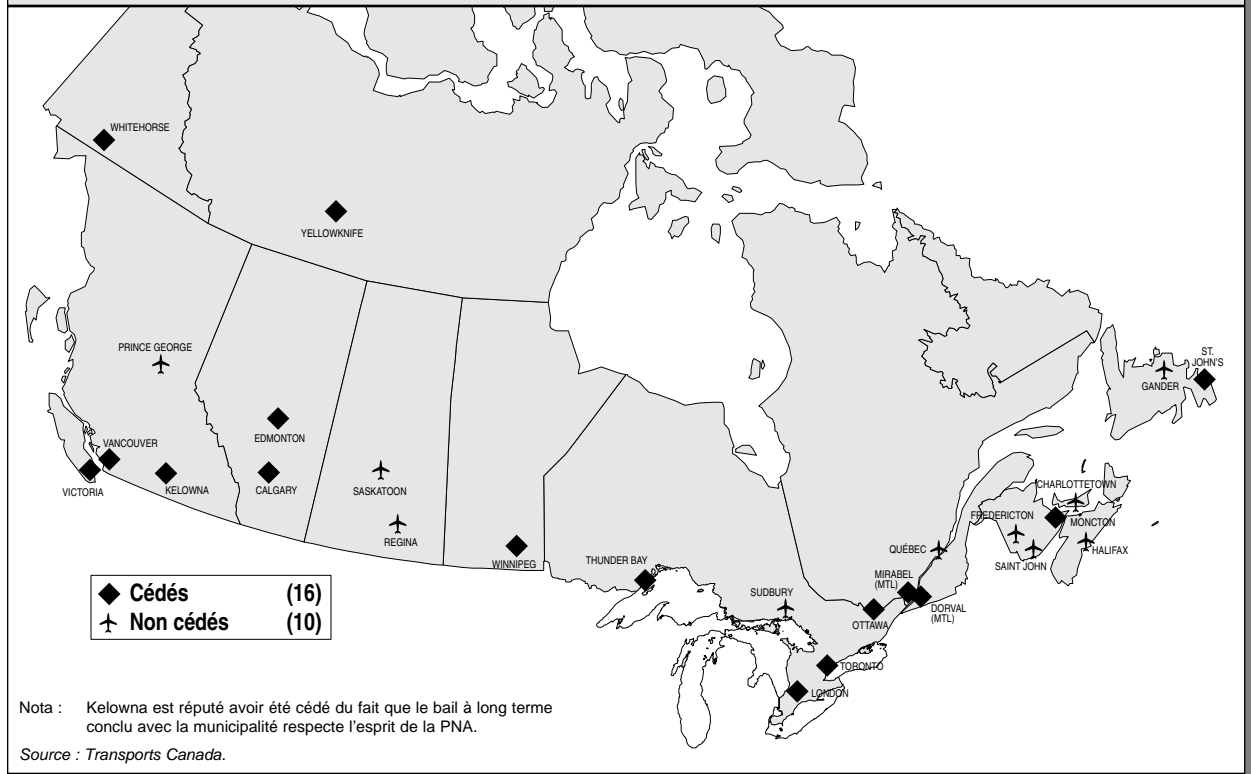 WHITEHORSE
YELLOWKNIFE
PRINCE GEORGE
ST.
JOHN'S
GANDER
EDMONTON
VANCOUVER
VICTORIA
KELOWNA
CALGARY
SASKATOON
REGINA
WINNIPEG
CHARLOTTETOWN
FREDERICTON
MONCTON
SAINT JOHN
HALIFAX
QUÉBEC
THUNDER BAY
MIRABEL
(MTL)
SUDBURY
DORVAL
(MTL)
OTTAWA
TORONTO
LONDON
Cédés (16)
Non cédés (10)
Nota : Kelowna est réputé avoir été cédé du fait que le bail à long terme
conclu avec la municipalité respecte l'esprit de la PNA.
Source : Transports Canada.